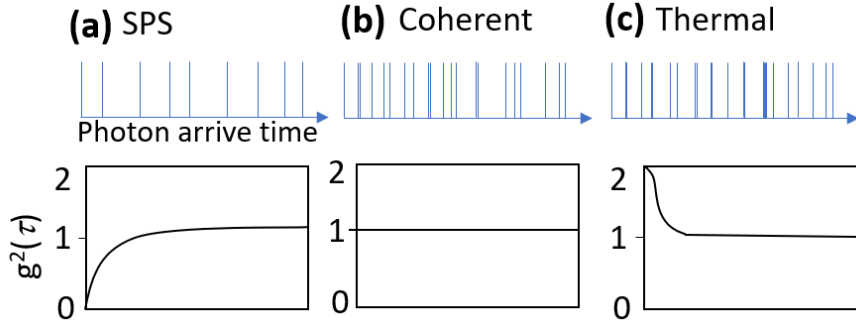 (a) SPS
(b) Coherent
(c) Thermal
Photon arrive time
g²(τ)
2
1
0
2
1
0
2
1
0